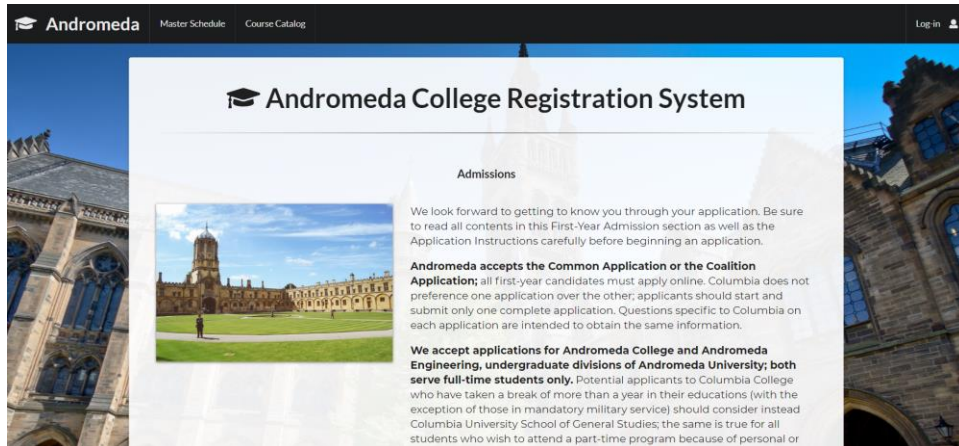 Andromeda Master Schedule Course Catalog Log-in
Andromeda College Registration System
Admissions
We look forward to getting to know you through your application. Be sure
to read all contents in this First-Year Admission section as well as the
Application Instructions carefully before beginning an application.
Andromeda accepts the Common Application or the Coalition
Application; all first-year candidates must apply online. Columbia does not
preference one application over the other; applicants should start and
submit only one complete application. Questions specific to Columbia on
each application are intended to obtain the same information.
We accept applications for Andromeda College and Andromeda
Engineering, undergraduate divisions of Andromeda University; both
serve full-time students only. Potential applicants to Columbia College
who have taken a break of more than a year in their educations (with the
exception of those in mandatory military service) should consider instead
Columbia University School of General Studies; the same is true for all
students who wish to attend a part-time program because of personal or